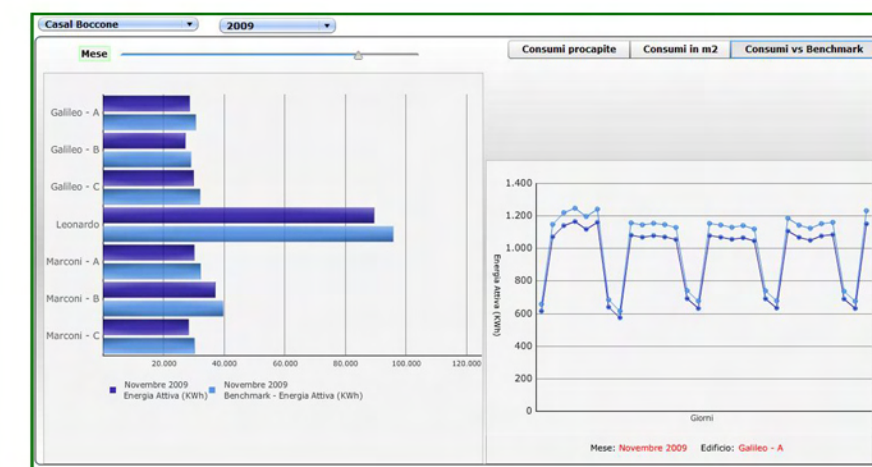 Casal Boccone
2009
Mese
Consumi procapite
Consumi in m2
Consumi vs Benchmark
Galileo - A
Galileo - B
Galileo - C
Leonardo
Marconi - A
Marconi - B
Marconi - C
20.000 40.000 60.000 80.000 100.000 120.000
Novembre 2009
Energia Attiva (KWh)
Novembre 2009
Benchmark - Energia Attiva (KWh)
1.400
1.200
1.000
800
600
400
200
0
Energia Attiva (KWh)
Giorni
Mese: Novembre 2009 Edificio: Galileo - A